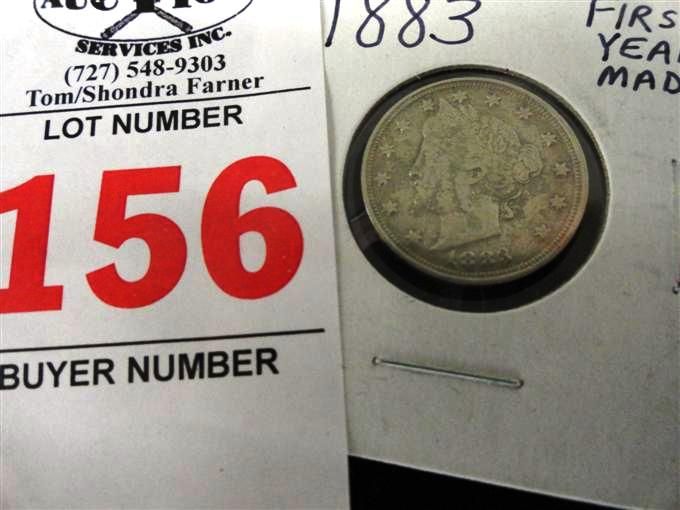 SERVICES INC.
(727) 548-9303
Tom/Shondra Farner
LOT NUMBER
156
BUYER NUMBER
1883
FIRS
YEA
MAD
1883